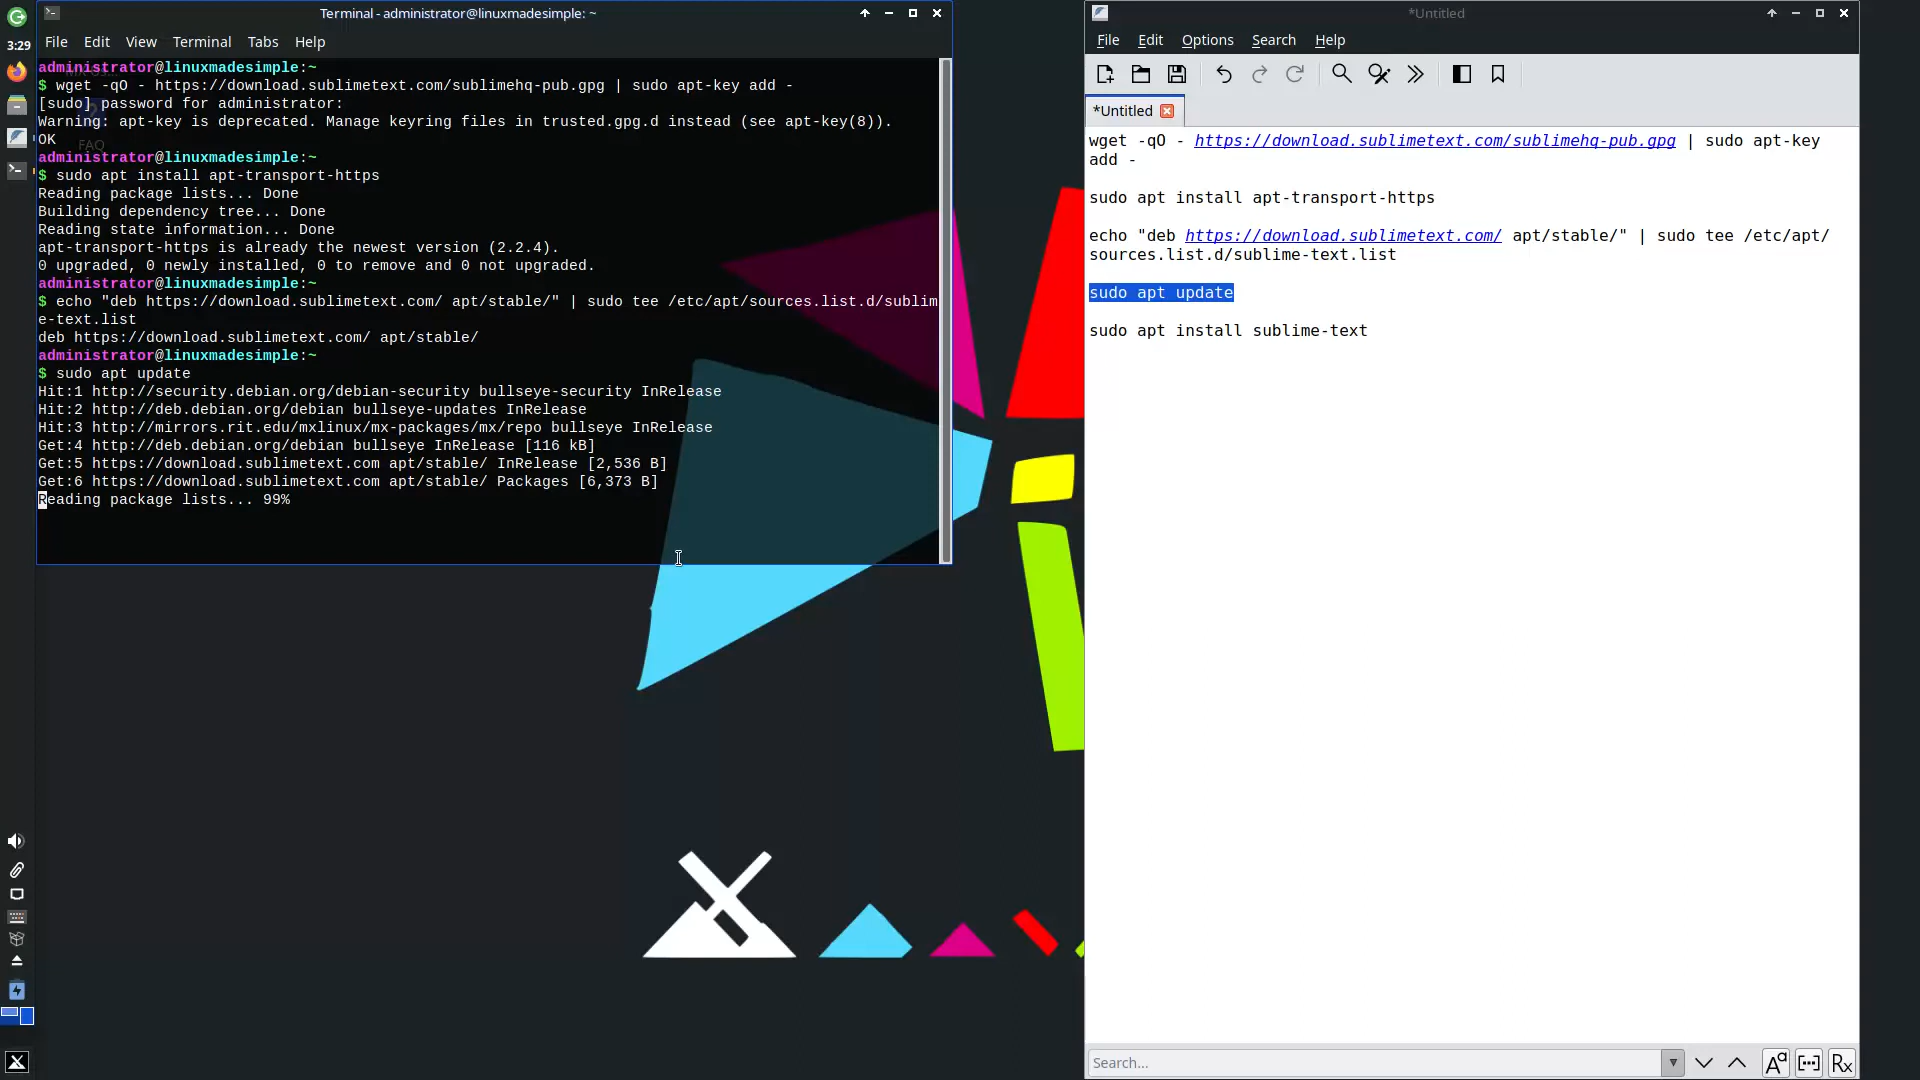 Terminal - administrator@linuxmadesimple: ~
3:29
File Edit View Terminal Tabs Help
administrator@linuxmadesimple:~
$ wget -qO - https://download.sublimetext.com/sublimehq-pub.gpg | sudo apt-key add -
[sudo] password for administrator:
Warning: apt-key is deprecated. Manage keyring files in trusted.gpg.d instead (see apt-key(8)).
OK
FAQ
administrator@linuxmadesimple:~
$ sudo apt install apt-transport-https
Reading package lists... Done
Building dependency tree... Done
Reading state information... Done
apt-transport-https is already the newest version (2.2.4).
0 upgraded, 0 newly installed, 0 to remove and 0 not upgraded.
administrator@linuxmadesimple:~
$ echo "deb https://download.sublimetext.com/ apt/stable/" | sudo tee /etc/apt/sources.list.d/sublim
e-text.list
deb https://download.sublimetext.com/ apt/stable/
administrator@linuxmadesimple:~
$ sudo apt update
Hit:1 http://security.debian.org/debian-security bullseye-security InRelease
Hit:2 http://deb.debian.org/debian bullseye-updates InRelease
Hit:3 http://mirrors.rit.edu/mxlinux/mx-packages/mx/repo bullseye InRelease
Get:4 http://deb.debian.org/debian bullseye InRelease [116 kB]
Get:5 https://download.sublimetext.com apt/stable/ InRelease [2,536 B]
Get:6 https://download.sublimetext.com apt/stable/ Packages [6,373 B]
Reading package lists... 99%
*Untitled
File Edit Options Search Help
*Untitled
wget -qO - https://download.sublimetext.com/sublimehq-pub.gpg | sudo apt-key
add -
sudo apt install apt-transport-https
echo "deb https://download.sublimetext.com/ apt/stable/" | sudo tee /etc/apt/
sources.list.d/sublime-text.list
sudo apt update
sudo apt install sublime-text
Search...